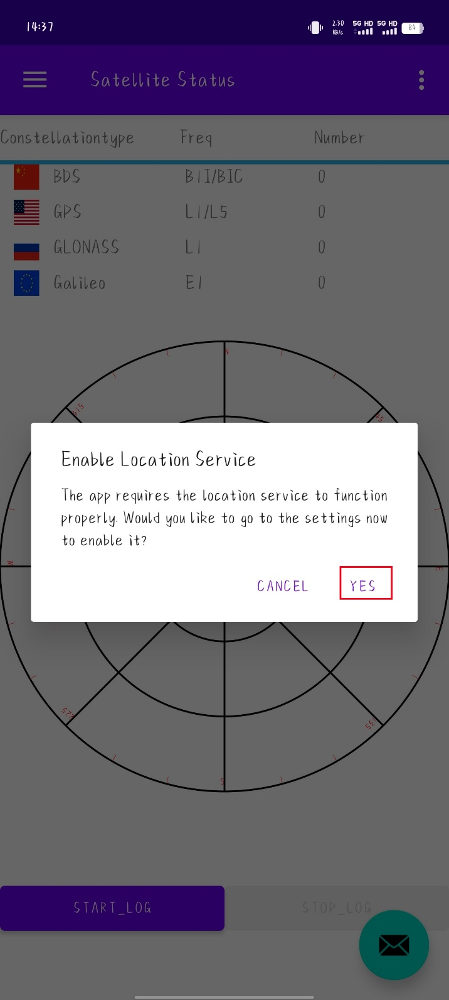 14:37
2.30
KB/s
5G HD 5G HD
84
Satellite Status
Constellationtype Freq Number
BDS B1I/B1C 0
GPS L1/L5 0
GLONASS L1 0
Galileo E1 0
N
315
45
Enable Location Service
The app requires the location service to function
properly. Would you like to go to the settings now
to enable it?
W
E
CANCEL YES
225
135
S
START_LOG STOP_LOG